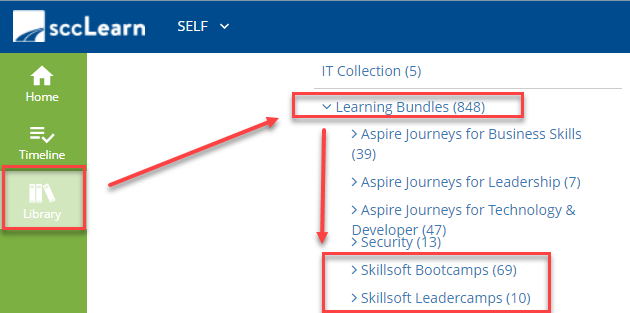 sccLearn
SELF
Home
Timeline
Library
IT Collection (5)
Learning Bundles (848)
Aspire Journeys for Business Skills
(39)
Aspire Journeys for Leadership (7)
Aspire Journeys for Technology &
Developer (47)
Security (13)
Skillsoft Bootcamps (69)
Skillsoft Leadercamps (10)